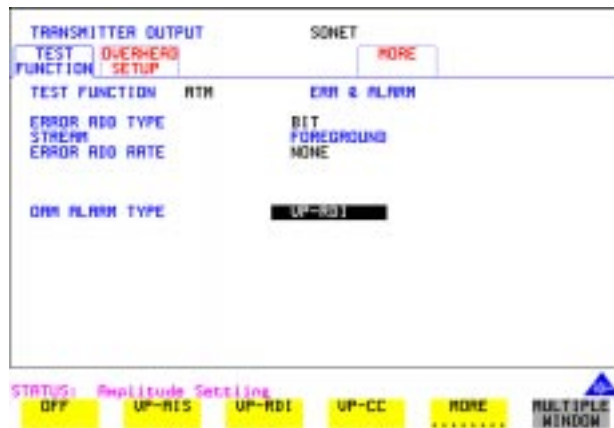 TRANSMITTER OUTPUT SONET
TEST FUNCTION OVERHEAD SETUP MORE
TEST FUNCTION ATM ERR & ALARM
ERROR ADD TYPE BIT
STREAM FOREGROUND
ERROR ADD RATE NONE
OAM ALARM TYPE VP-RDI
STATUS: Amplitude Settling
OFF VP-AIS VP-RDI VP-CC MORE MULTIPLE WINDOW